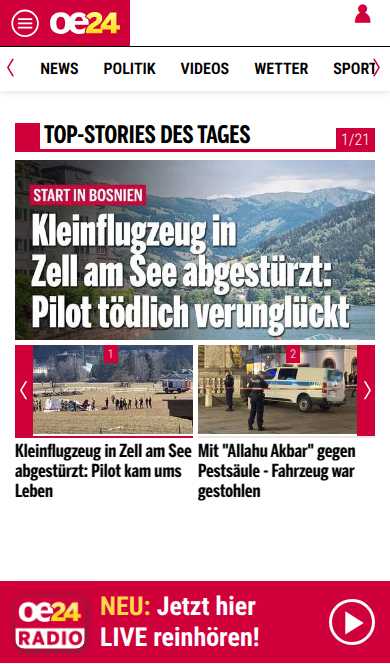 oe24
NEWS POLITIK VIDEOS WETTER SPORT
TOP-STORIES DES TAGES
1/21
START IN BOSNIEN
Kleinflugzeug in
Zell am See abgestürzt:
Pilot tödlich verunglückt
1
2
Kleinflugzeug in Zell am See
abgestürzt: Pilot kam ums
Leben
Mit "Allahu Akbar" gegen
Pestsäule - Fahrzeug war
gestohlen
oe24
RADIO
NEU: Jetzt hier
LIVE reinhören!